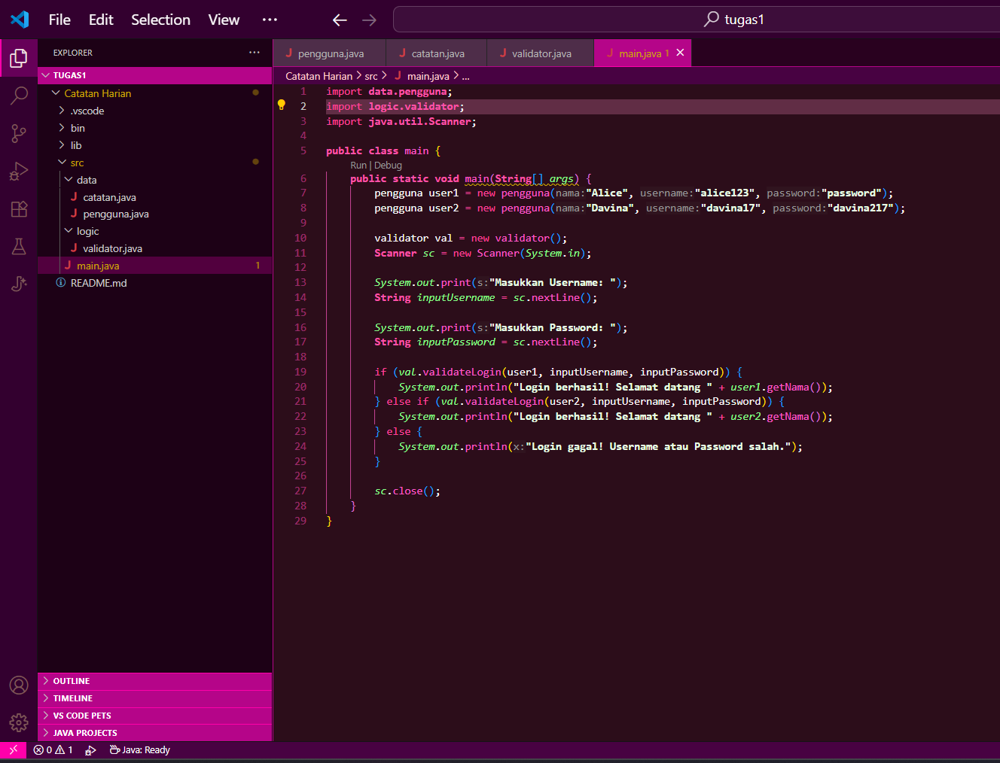 File Edit Selection View ··· tugas1
EXPLORER ···
TUGAS1
Catatan Harian
.vscode
bin
lib
src
data
catatan.java
pengguna.java
logic
validator.java
main.java 1
README.md
OUTLINE
TIMELINE
VS CODE PETS
JAVA PROJECTS
pengguna.java catatan.java validator.java main.java 1
Catatan Harian > src > main.java > ...
1 import data.pengguna;
2 import logic.validator;
3 import java.util.Scanner;
4
5 public class main {
Run | Debug
6 public static void main(String[] args) {
7 pengguna user1 = new pengguna(nama:"Alice", username:"alice123", password:"password");
8 pengguna user2 = new pengguna(nama:"Davina", username:"davina17", password:"davina217");
9
10 validator val = new validator();
11 Scanner sc = new Scanner(System.in);
12
13 System.out.print(s:"Masukkan Username: ");
14 String inputUsername = sc.nextLine();
15
16 System.out.print(s:"Masukkan Password: ");
17 String inputPassword = sc.nextLine();
18
19 if (val.validateLogin(user1, inputUsername, inputPassword)) {
20 System.out.println("Login berhasil! Selamat datang " + user1.getNama());
21 } else if (val.validateLogin(user2, inputUsername, inputPassword)) {
22 System.out.println("Login berhasil! Selamat datang " + user2.getNama());
23 } else {
24 System.out.println(x:"Login gagal! Username atau Password salah.");
25 }
26
27 sc.close();
28 }
29 }
0 1 Java: Ready